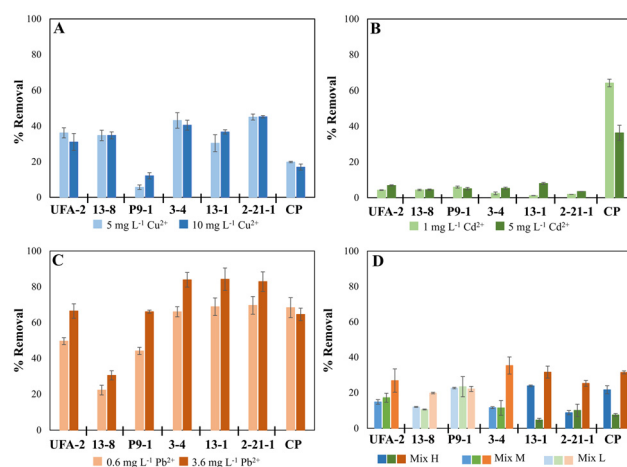 A
% Removal
100
80
60
40
20
0
UFA-2 13-8 P9-1 3-4 13-1 2-21-1 CP
5 mg L⁻¹ Cu²⁺ 10 mg L⁻¹ Cu²⁺
B
% Removal
100
80
60
40
20
0
UFA-2 13-8 P9-1 3-4 13-1 2-21-1 CP
1 mg L⁻¹ Cd²⁺ 5 mg L⁻¹ Cd²⁺
C
% Removal
100
80
60
40
20
0
UFA-2 13-8 P9-1 3-4 13-1 2-21-1 CP
0.6 mg L⁻¹ Pb²⁺ 3.6 mg L⁻¹ Pb²⁺
D
% Removal
100
80
60
40
20
0
UFA-2 13-8 P9-1 3-4 13-1 2-21-1 CP
Mix H Mix M Mix L